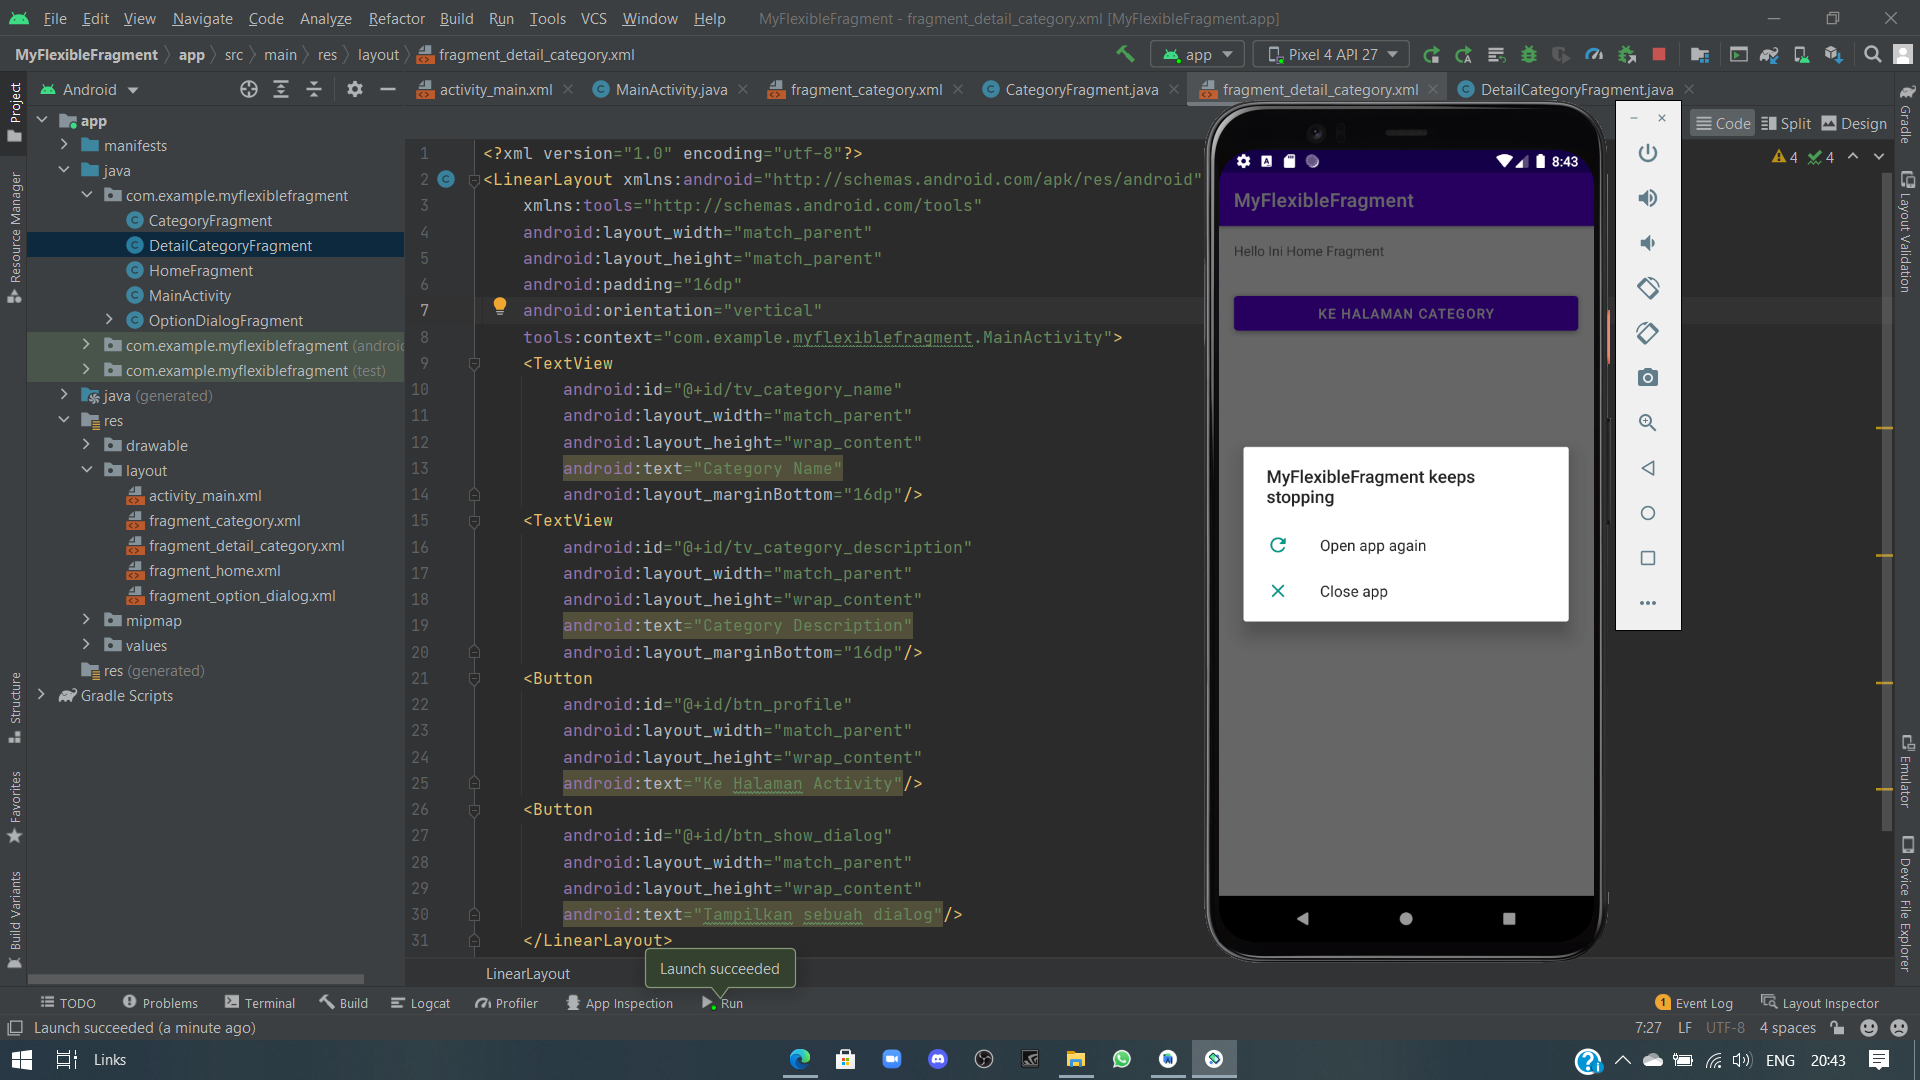 File Edit View Navigate Code Analyze Refactor Build Run Tools VCS Window Help MyFlexibleFragment - fragment_detail_category.xml [MyFlexibleFragment.app]
MyFlexibleFragment app src main res layout fragment_detail_category.xml app Pixel 4 API 27
Android activity_main.xml MainActivity.java fragment_category.xml CategoryFragment.java fragment_detail_category.xml DetailCategoryFragment.java
Code Split Design
4 4
Project
Resource Manager
Structure
Favorites
Build Variants
app
manifests
java
com.example.myflexiblefragment
CategoryFragment
DetailCategoryFragment
HomeFragment
MainActivity
OptionDialogFragment
com.example.myflexiblefragment (androic
com.example.myflexiblefragment (test)
java (generated)
res
drawable
layout
activity_main.xml
fragment_category.xml
fragment_detail_category.xml
fragment_home.xml
fragment_option_dialog.xml
mipmap
values
res (generated)
Gradle Scripts
1 <?xml version="1.0" encoding="utf-8"?>
2 <LinearLayout xmlns:android="http://schemas.android.com/apk/res/android"
3 xmlns:tools="http://schemas.android.com/tools"
4 android:layout_width="match_parent"
5 android:layout_height="match_parent"
6 android:padding="16dp"
7 android:orientation="vertical"
8 tools:context="com.example.myflexiblefragment.MainActivity">
9 <TextView
10 android:id="@+id/tv_category_name"
11 android:layout_width="match_parent"
12 android:layout_height="wrap_content"
13 android:text="Category Name"
14 android:layout_marginBottom="16dp"/>
15 <TextView
16 android:id="@+id/tv_category_description"
17 android:layout_width="match_parent"
18 android:layout_height="wrap_content"
19 android:text="Category Description"
20 android:layout_marginBottom="16dp"/>
21 <Button
22 android:id="@+id/btn_profile"
23 android:layout_width="match_parent"
24 android:layout_height="wrap_content"
25 android:text="Ke Halaman Activity"/>
26 <Button
27 android:id="@+id/btn_show_dialog"
28 android:layout_width="match_parent"
29 android:layout_height="wrap_content"
30 android:text="Tampilkan sebuah dialog"/>
31 </LinearLayout>
LinearLayout
8:43
MyFlexibleFragment
Hello Ini Home Fragment
KE HALAMAN CATEGORY
MyFlexibleFragment keeps
stopping
Open app again
Close app
Gradle
Layout Validation
Emulator
Device File Explorer
Launch succeeded
TODO Problems Terminal Build Logcat Profiler App Inspection Run 1 Event Log Layout Inspector
Launch succeeded (a minute ago) 7:27 LF UTF-8 4 spaces
Links ENG 20:43